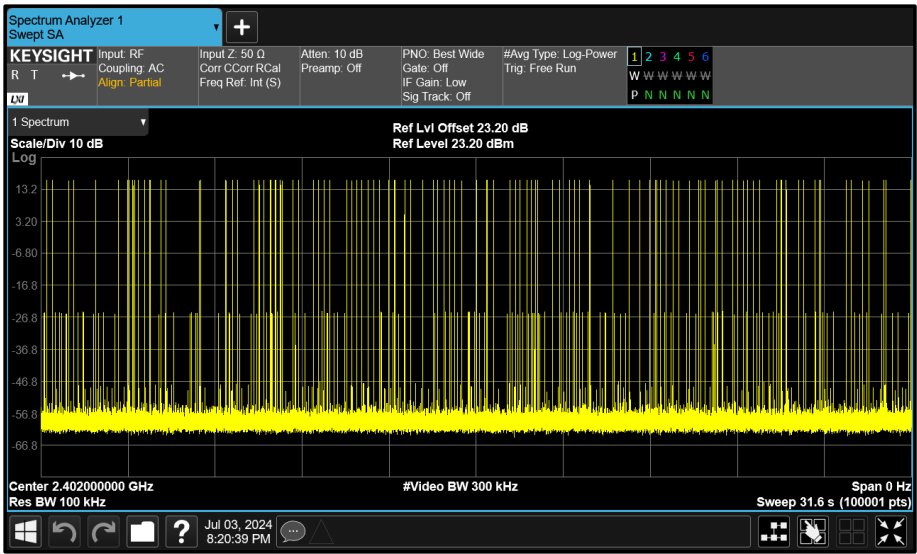 Spectrum Analyzer 1
Swept SA
+
KEYSIGHT Input: RF Input Z: 50 Ω Atten: 10 dB PNO: Best Wide #Avg Type: Log-Power 1 2 3 4 5 6
R T Coupling: AC Corr CCorr RCal Preamp: Off Gate: Off Trig: Free Run W W W W W W
Align: Partial Freq Ref: Int (S) IF Gain: Low
LXI Sig Track: Off P N N N N N
1 Spectrum
Ref Lvl Offset 23.20 dB
Scale/Div 10 dB Ref Level 23.20 dBm
Log
13.2
3.20
-6.80
-16.8
-26.8
-36.8
-46.8
-56.8
-66.8
Center 2.402000000 GHz #Video BW 300 kHz Span 0 Hz
Res BW 100 kHz Sweep 31.6 s (100001 pts)
? Jul 03, 2024
8:20:39 PM